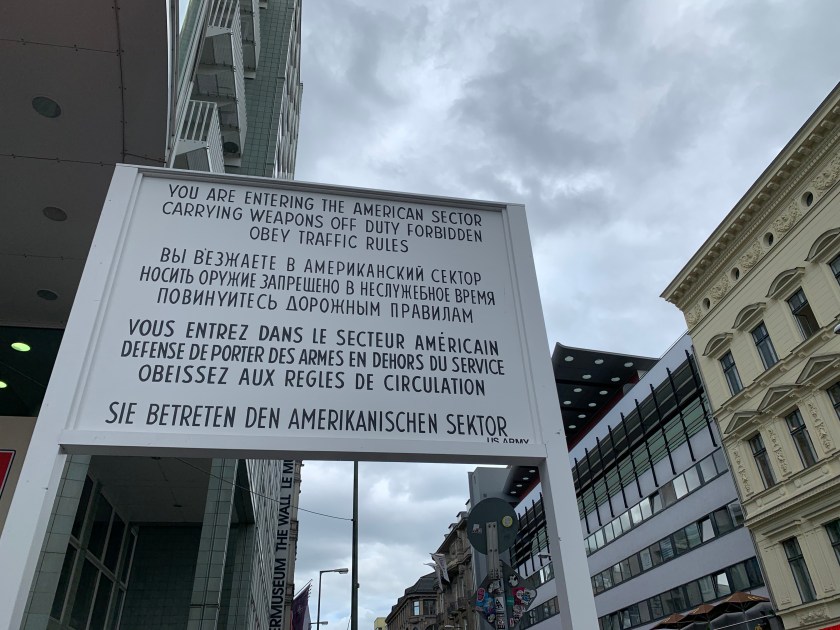 YOU ARE ENTERING THE AMERICAN SECTOR
CARRYING WEAPONS OFF DUTY FORBIDDEN
OBEY TRAFFIC RULES
ВЫ ВЪЕЗЖАЕТЕ В АМЕРИКАНСКИЙ СЕКТОР
НОСИТЬ ОРУЖИЕ ЗАПРЕЩЕНО В НЕСЛУЖЕБНОЕ ВРЕМЯ
ПОВИНУЙТЕСЬ ДОРОЖНЫМ ПРАВИЛАМ
VOUS ENTREZ DANS LE SECTEUR AMÉRICAIN
DEFENSE DE PORTER DES ARMES EN DEHORS DU SERVICE
OBEISSEZ AUX REGLES DE CIRCULATION
SIE BETRETEN DEN AMERIKANISCHEN SEKTOR
US ARMY
THE WALL